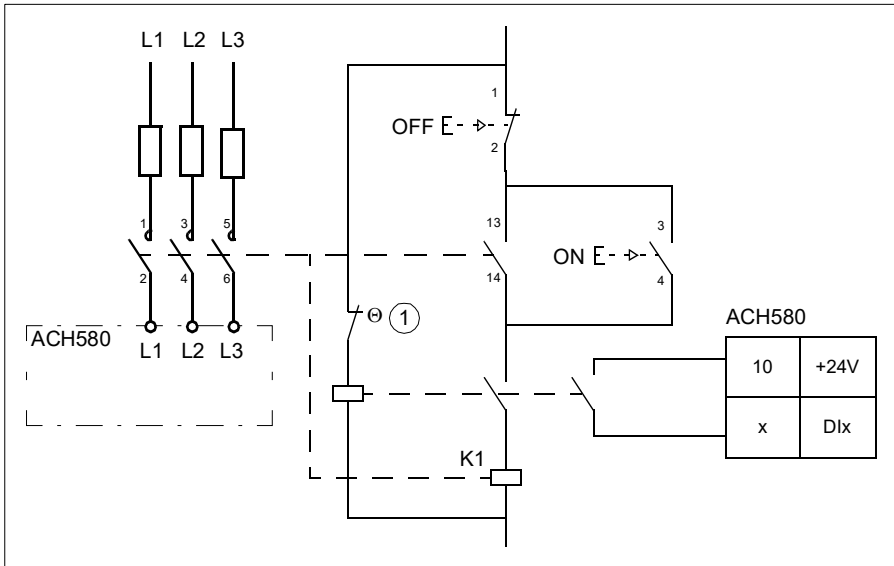 L1 L2 L3
1
OFF
2
1 3 5
13
3
ON
2 4 6
14
4
Θ 1
ACH580
ACH580
L1 L2 L3
10 +24V
x DIx
K1